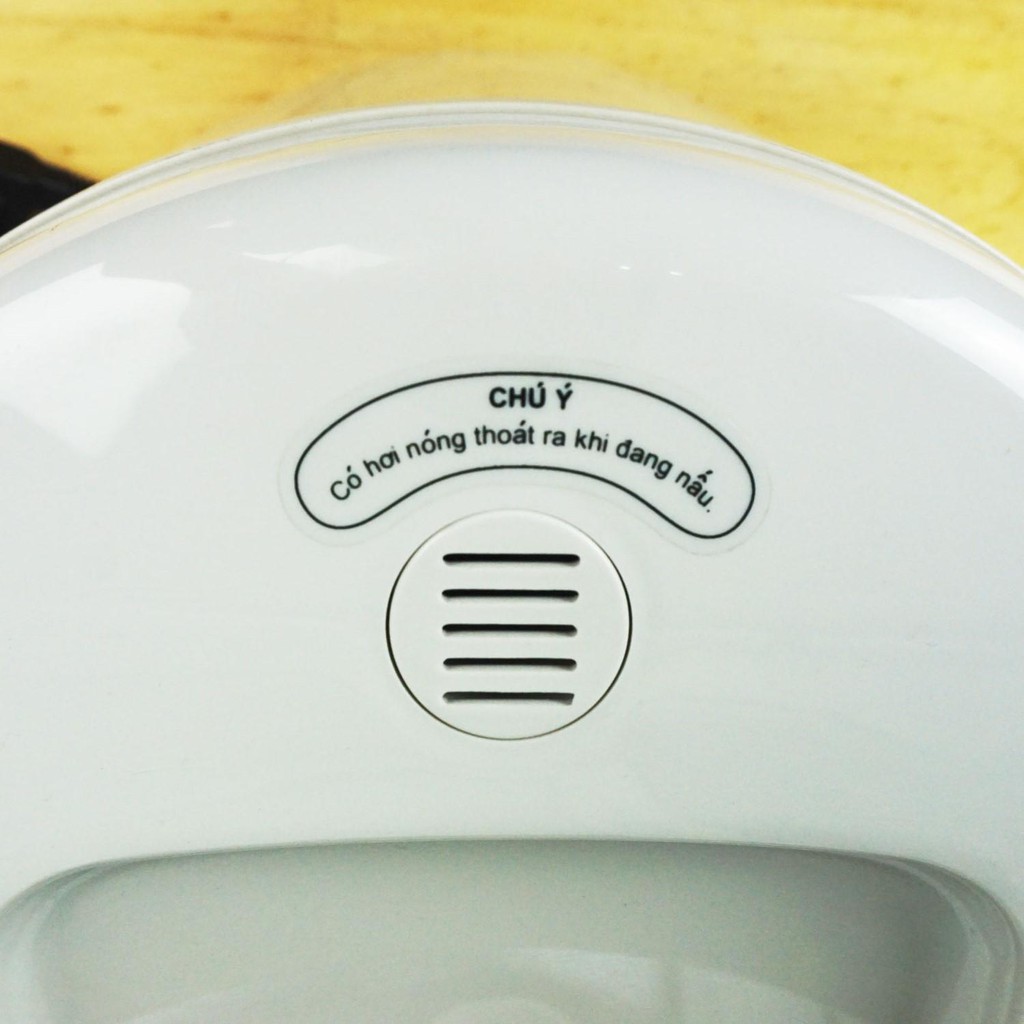 CHÚ Ý
Có hơi nóng thoát ra khi đang nấu.